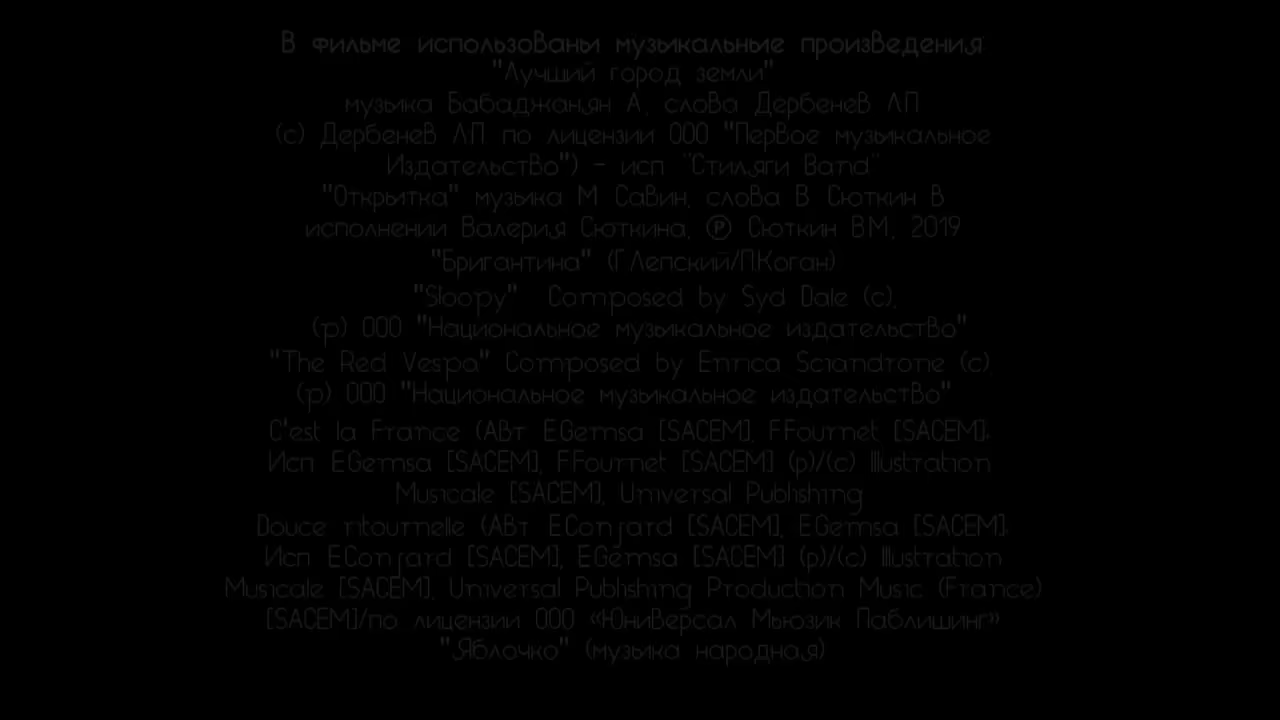 В фильме использованы музыкальные произведения
"Лучший город земли"
музыка Бабаджанян А, слова Дербенев ЛП
(с) Дербенев ЛП по лицензии ООО "Первое музыкальное
Издательство") - исп "Стиляги Band"
"Открытка" музыка М Савин, слова В Сюткин В
исполнении Валерия Сюткина, ℗ Сюткин ВМ, 2019
"Бригантина" (Г.Лепский/П.Коган)
"Sloopy" Composed by Syd Dale (c),
(p) ООО "Национальное музыкальное издательство"
"The Red Vespa" Composed by Enrica Sciandrone (c)
(p) ООО "Национальное музыкальное издательство"
C'est la France (Авт E.Gemsa [SACEM], F.Fournet [SACEM];
Исп E.Gemsa [SACEM], F.Fournet [SACEM] (p)/(c) Illustration
Musicale [SACEM], Universal Publishing
Douce ritournelle (Авт E.Conjard [SACEM], E.Gemsa [SACEM];
Исп E.Conjard [SACEM], E.Gemsa [SACEM] (p)/(c) Illustration
Musicale [SACEM], Universal Publishing Production Music (France)
[SACEM]/по лицензии ООО «Юниверсал Мьюзик Паблишинг»
"Яблочко" (музыка народная)